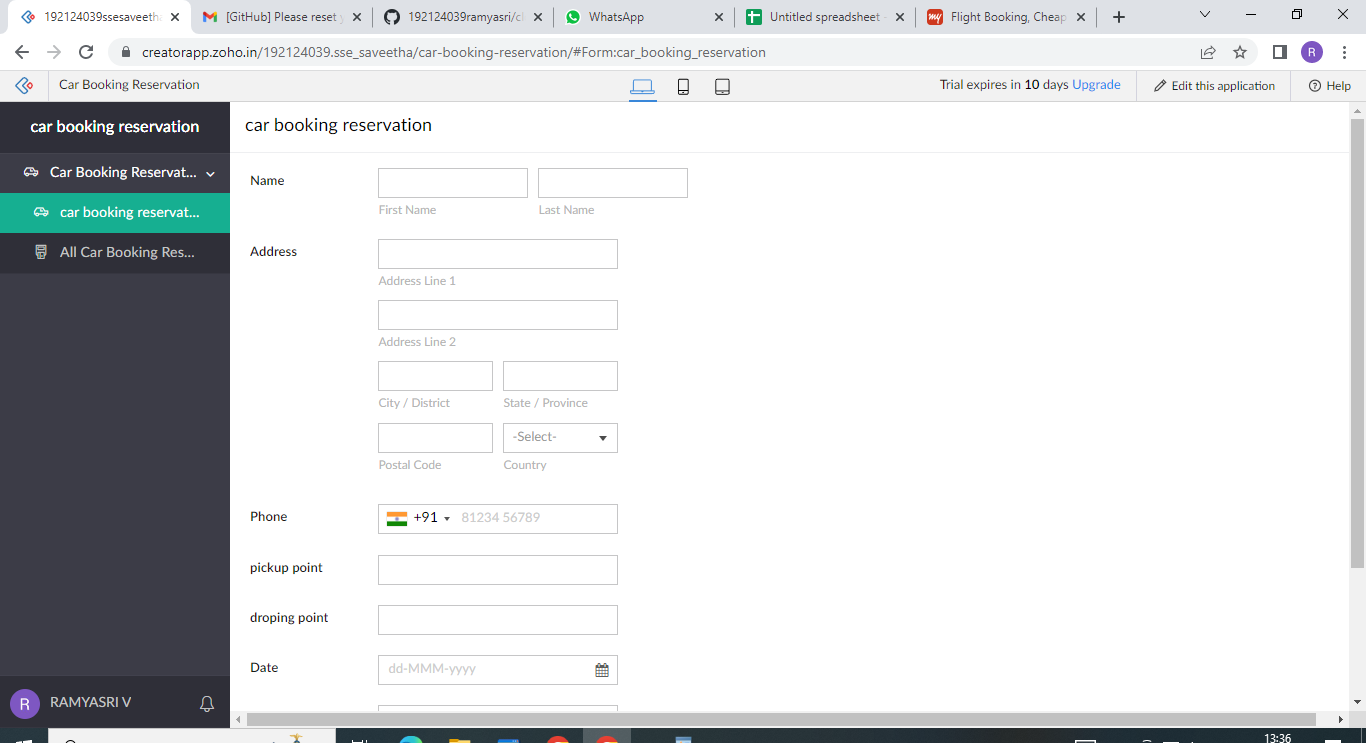 192124039ssesaveetha
[GitHub] Please reset y
192124039ramyasri/cl
WhatsApp
Untitled spreadsheet -
Flight Booking, Cheap
creatorapp.zoho.in/192124039.sse_saveetha/car-booking-reservation/#Form:car_booking_reservation
R
Car Booking Reservation
Trial expires in 10 days Upgrade
Edit this application
Help
car booking reservation
Car Booking Reservat...
car booking reservat...
All Car Booking Res...
RAMYASRI V
R
car booking reservation
Name
First Name
Last Name
Address
Address Line 1
Address Line 2
City / District
State / Province
-Select-
Postal Code
Country
Phone
+91
81234 56789
pickup point
droping point
Date
dd-MMM-yyyy
13:36